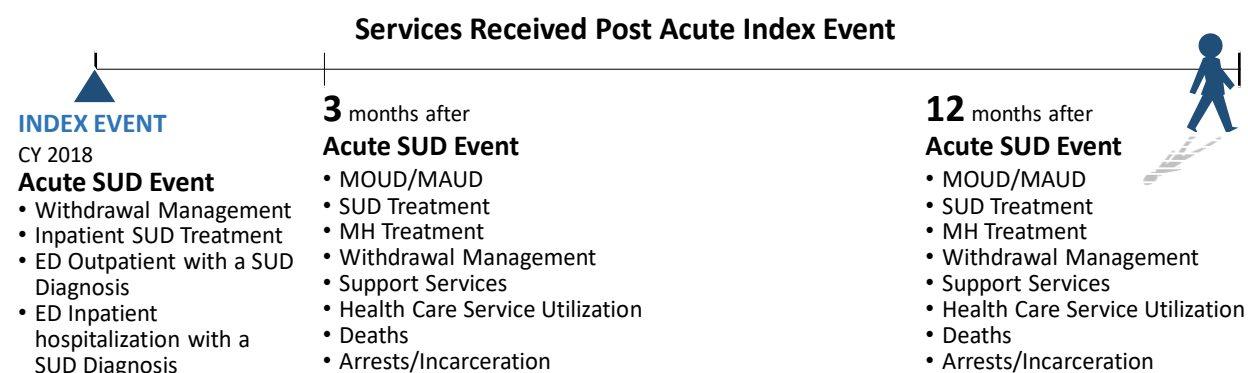 Services Received Post Acute Index Event
INDEX EVENT
CY 2018
Acute SUD Event
• Withdrawal Management
• Inpatient SUD Treatment
• ED Outpatient with a SUD
Diagnosis
• ED Inpatient
hospitalization with a
SUD Diagnosis
3 months after
Acute SUD Event
• MOUD/MAUD
• SUD Treatment
• MH Treatment
• Withdrawal Management
• Support Services
• Health Care Service Utilization
• Deaths
• Arrests/Incarceration
12 months after
Acute SUD Event
• MOUD/MAUD
• SUD Treatment
• MH Treatment
• Withdrawal Management
• Support Services
• Health Care Service Utilization
• Deaths
• Arrests/Incarceration